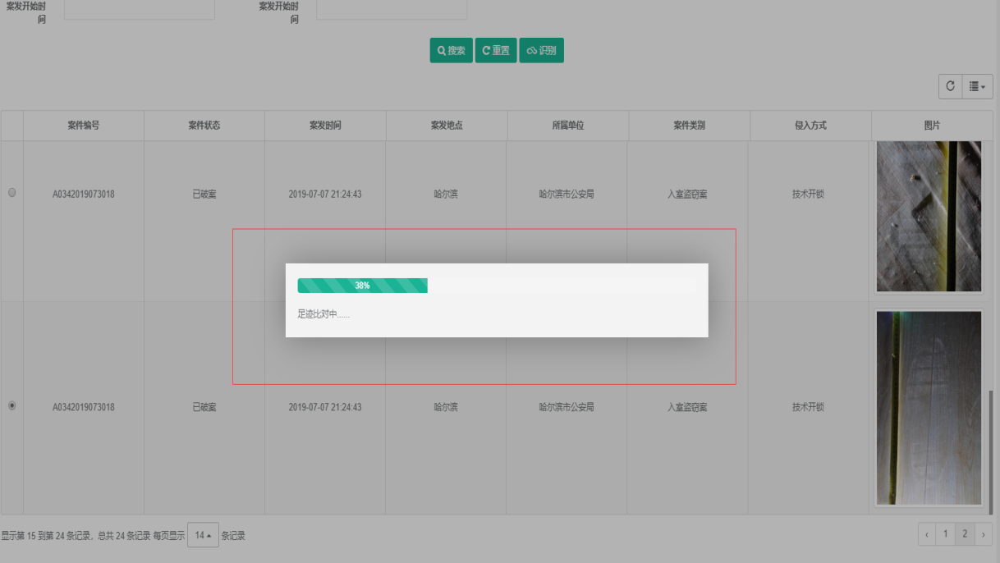 案发开始时
间
案发开始时
间
搜索 重置 识别
案件编号 案件状态 案发时间 案发地点 所属单位 案件类别 侵入方式 图片
A0342019073018 已破案 2019-07-07 21:24:43 哈尔滨 哈尔滨市公安局 入室盗窃案 技术开锁
38%
足迹比对中......
A0342019073018 已破案 2019-07-07 21:24:43 哈尔滨 哈尔滨市公安局 入室盗窃案 技术开锁
显示第 15 到第 24 条记录，总共 24 条记录 每页显示 14 条记录 ‹ 1 2 ›